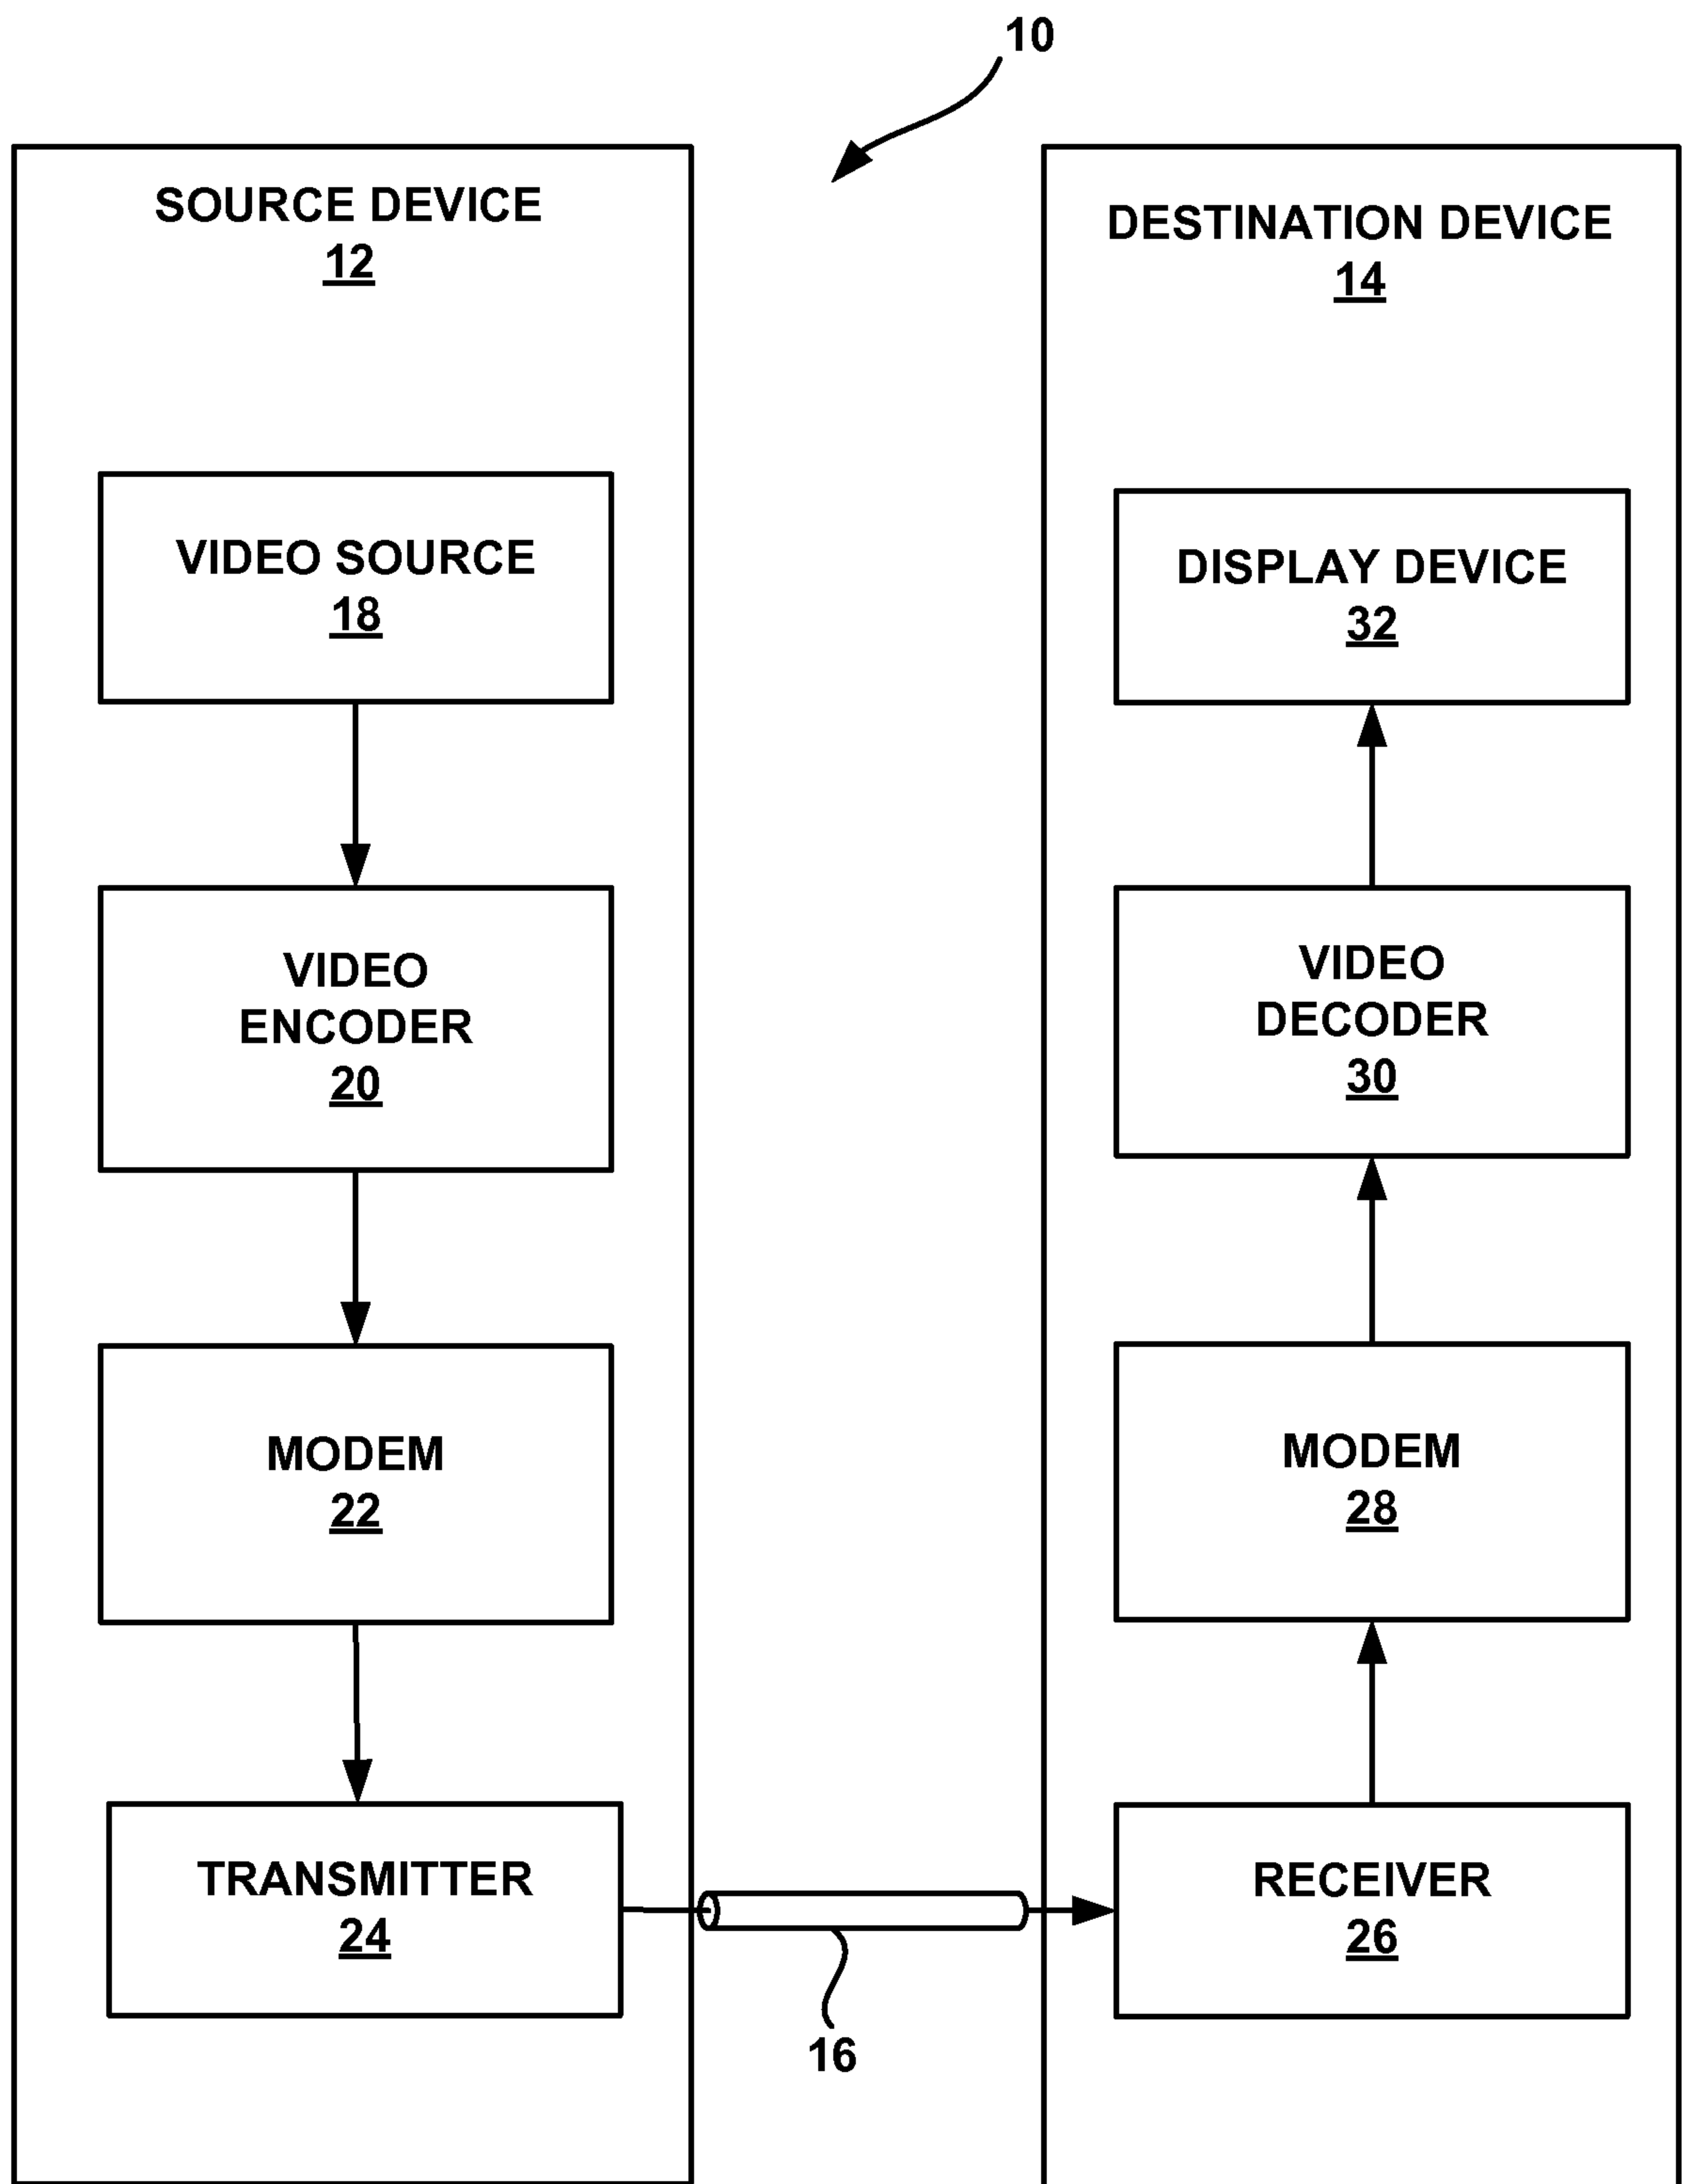 10
SOURCE DEVICE
12
VIDEO SOURCE
18
VIDEO
ENCODER
20
MODEM
22
TRANSMITTER
24
16
DESTINATION DEVICE
14
DISPLAY DEVICE
32
VIDEO
DECODER
30
MODEM
28
RECEIVER
26